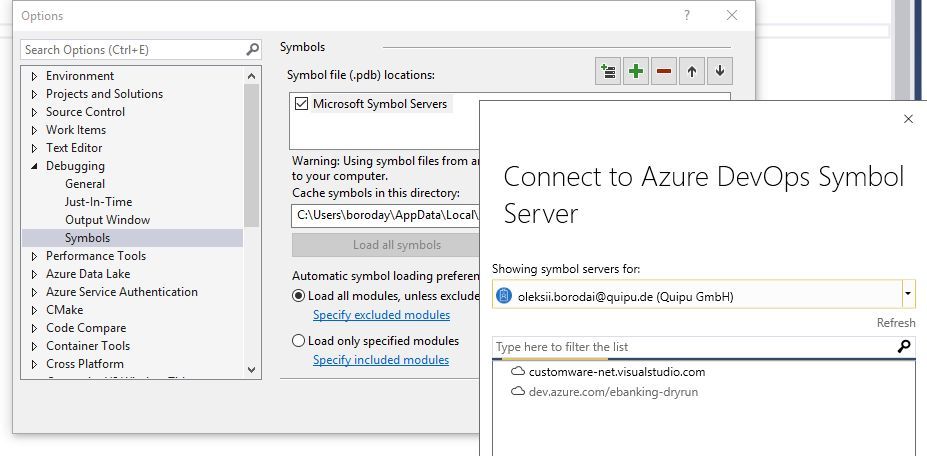 Options
?
Search Options (Ctrl+E)
Environment
Projects and Solutions
Source Control
Work Items
Text Editor
Debugging
General
Just-In-Time
Output Window
Symbols
Performance Tools
Azure Data Lake
Azure Service Authentication
CMake
Code Compare
Container Tools
Cross Platform
Symbols
Symbol file (.pdb) locations:
Microsoft Symbol Servers
Warning: Using symbol files from
to your computer.
Cache symbols in this directory:
C:\Users\boroday\AppData\Local\
Load all symbols
Automatic symbol loading
Load all modules, unless
Specify excluded modules
Load only specified modules
Specify included modules
Connect to Azure DevOps Symbol
Server
Showing symbol servers for:
oleksii.borodai@quipu.de (Quipu GmbH)
Refresh
Type here to filter the list
customware-net.visualstudio.com
dev.azure.com/ebanking-dryrun